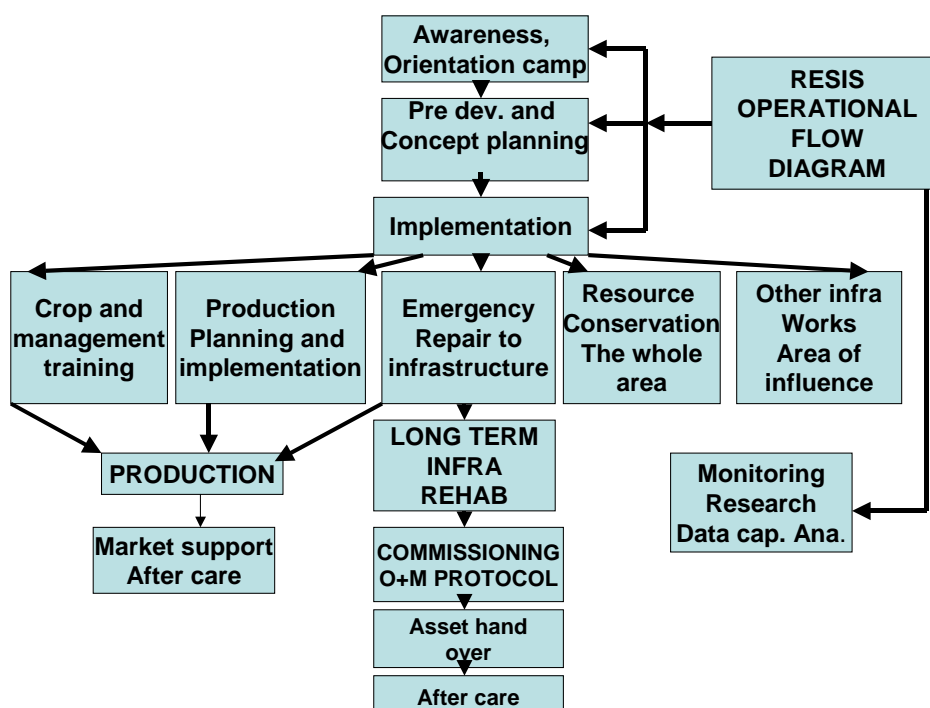 Awareness,
Orientation camp
RESIS
OPERATIONAL
FLOW
DIAGRAM
Pre dev. and
Concept planning
Implementation
Crop and
management
training
Production
Planning and
implementation
Emergency
Repair to
infrastructure
Resource
Conservation
The whole
area
Other infra
Works
Area of
influence
PRODUCTION
LONG TERM
INFRA
REHAB
Monitoring
Research
Data cap. Ana.
Market support
After care
COMMISSIONING
O+M PROTOCOL
Asset hand
over
After care